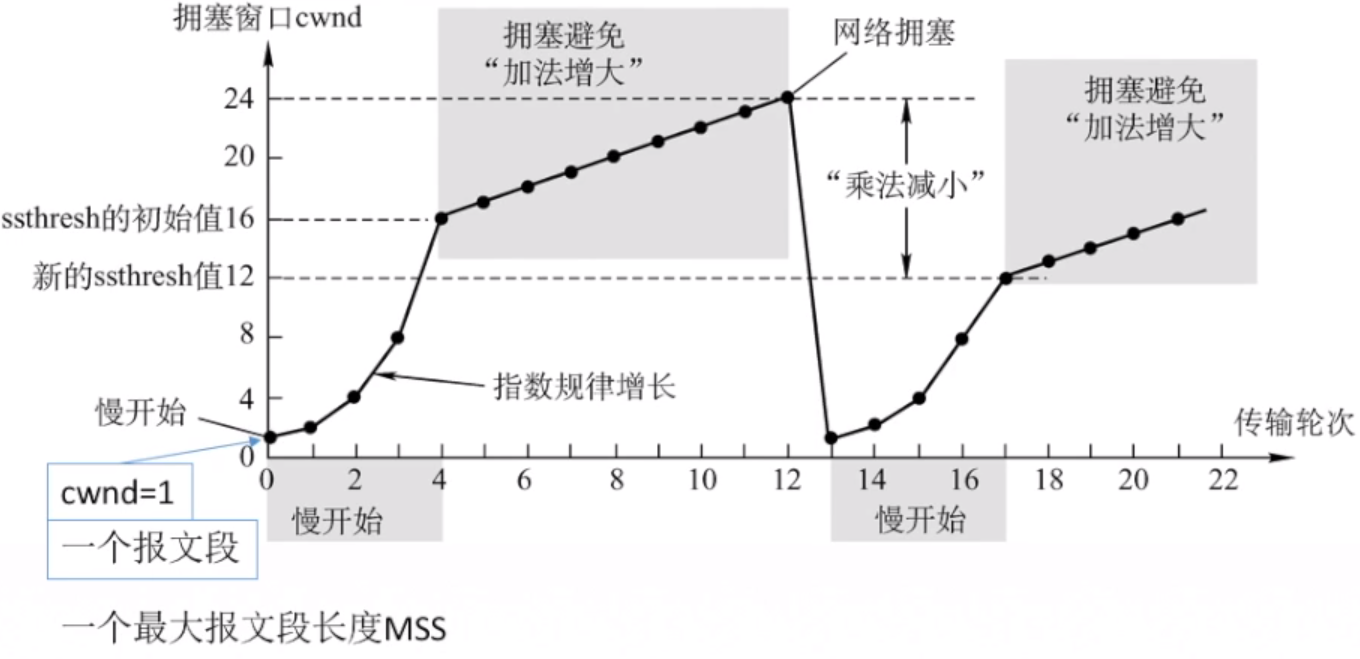 拥塞窗口cwnd
拥塞避免
“加法增大”
网络拥塞
拥塞避免
“加法增大”
24
20
“乘法减小”
ssthresh的初始值16
新的ssthresh值12
8
指数规律增长
4
慢开始
传输轮次
0
0 2 4 6 8 10 12 14 16 18 20 22
cwnd=1
慢开始
慢开始
一个报文段
一个最大报文段长度MSS